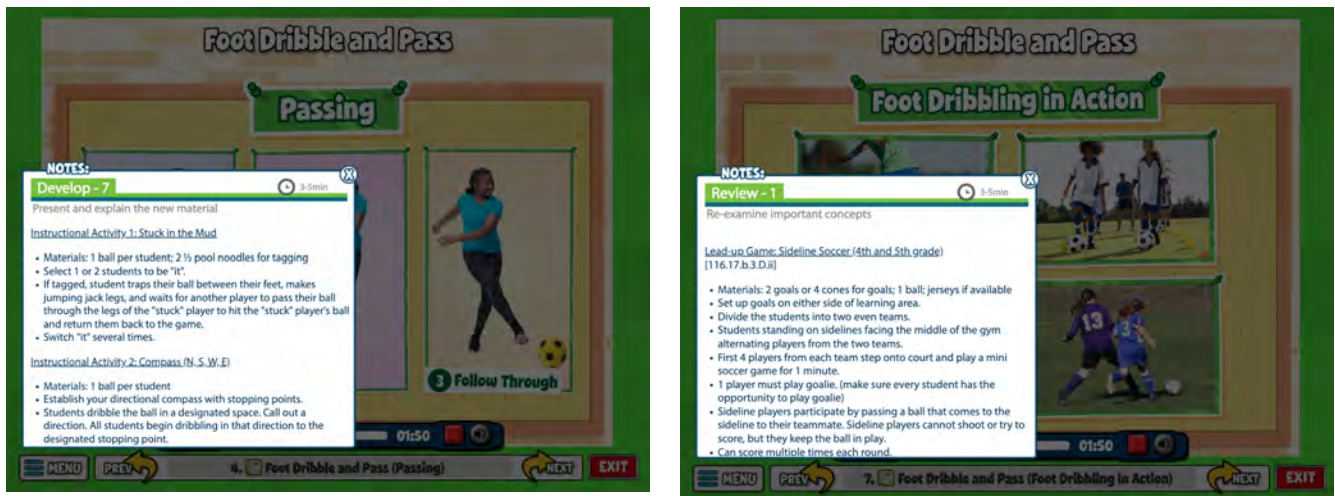 Foot Dribble and Pass
Passing
NOTES:
Develop - 7
3-5min
X
Present and explain the new material
Instructional Activity 1: Stuck in the Mud
• Materials: 1 ball per student; 2 ½ pool noodles for tagging
• Select 1 or 2 students to be "it".
• If tagged, student traps their ball between their feet, makes
jumping jack legs, and waits for another player to pass their ball
through the legs of the "stuck" player to hit the "stuck" player's ball
and return them back to the game.
• Switch "it" several times.
Instructional Activity 2: Compass (N, S, W, E)
• Materials: 1 ball per student
• Establish your directional compass with stopping points.
• Students dribble the ball in a designated space. Call out a
direction. All students begin dribbling in that direction to the
designated stopping point.
3 Follow Through
01:50
MENU
PREV
4. Foot Dribble and Pass (Passing)
NEXT
EXIT
Foot Dribble and Pass
Foot Dribbling in Action
NOTES:
Review - 1
3-5min
X
Re-examine important concepts
Lead-up Game: Sideline Soccer (4th and 5th grade)
[116.17.b.3.D.ii]
• Materials: 2 goals or 4 cones for goals; 1 ball; jerseys if available
• Set up goals on either side of learning area.
• Divide the students into two even teams.
• Students standing on sidelines facing the middle of the gym
alternating players from the two teams.
• First 4 players from each team step onto court and play a mini
soccer game for 1 minute.
• 1 player must play goalie. (make sure every student has the
opportunity to play goalie)
• Sideline players participate by passing a ball that comes to the
sideline to their teammate. Sideline players cannot shoot or try to
score, but they keep the ball in play.
• Can score multiple times each round.
13
3
01:50
MENU
PREV
7. Foot Dribble and Pass (Foot Dribbling in Action)
NEXT
EXIT